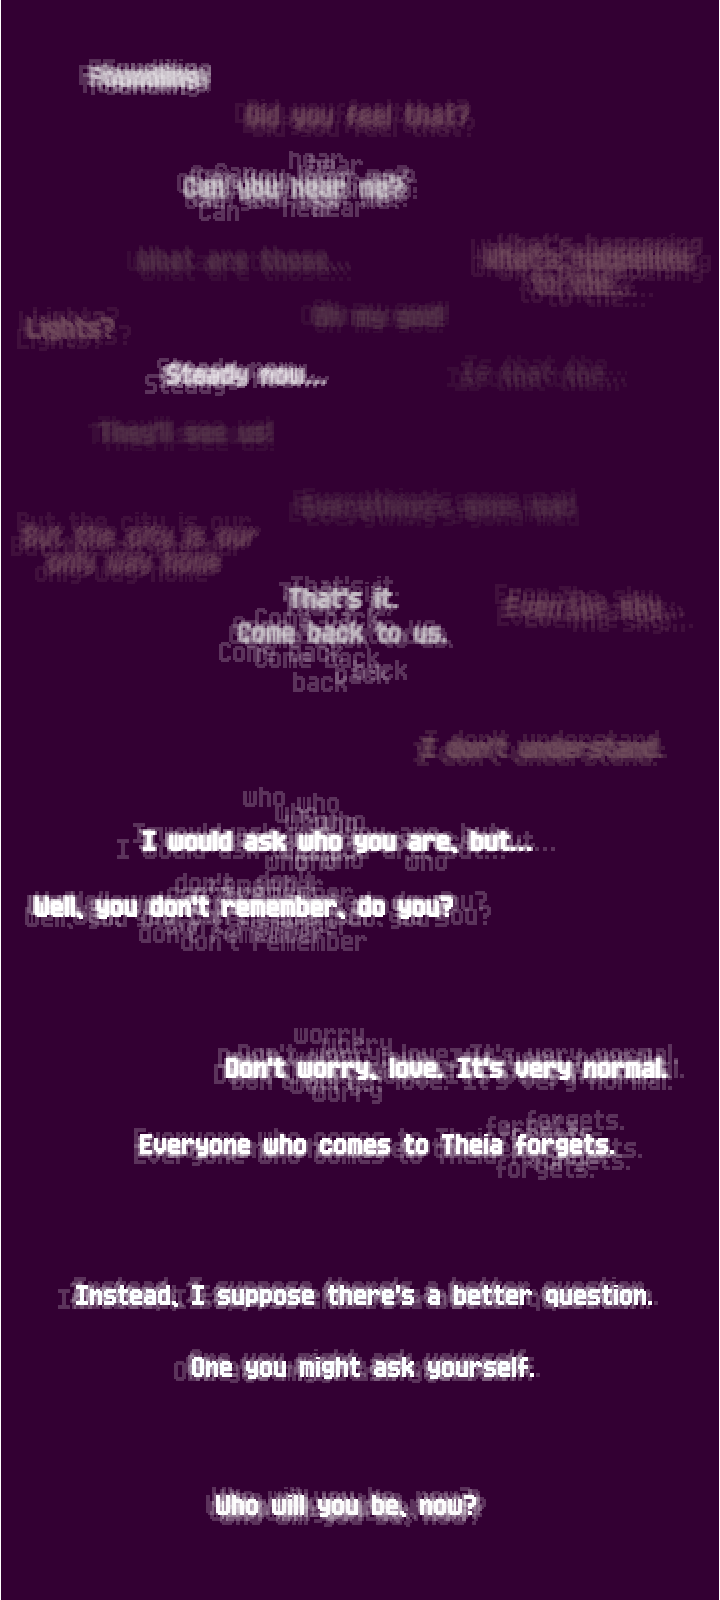 Foundling
Did you feel that?
Can you hear me?
What are those...
What's happening
to the...
Lights?
Oh my god!
Steady now...
Is that the...
They'll see us!
Everything's gone mad
But the city is our
only way home
That's it.
Come back to us.
Even the sky...
I don't understand.
I would ask who you are, but...
Well, you don't remember, do you?
Don't worry, love. It's very normal.
Everyone who comes to Theia forgets.
Instead, I suppose there's a better question.
One you might ask yourself.
Who will you be, now?